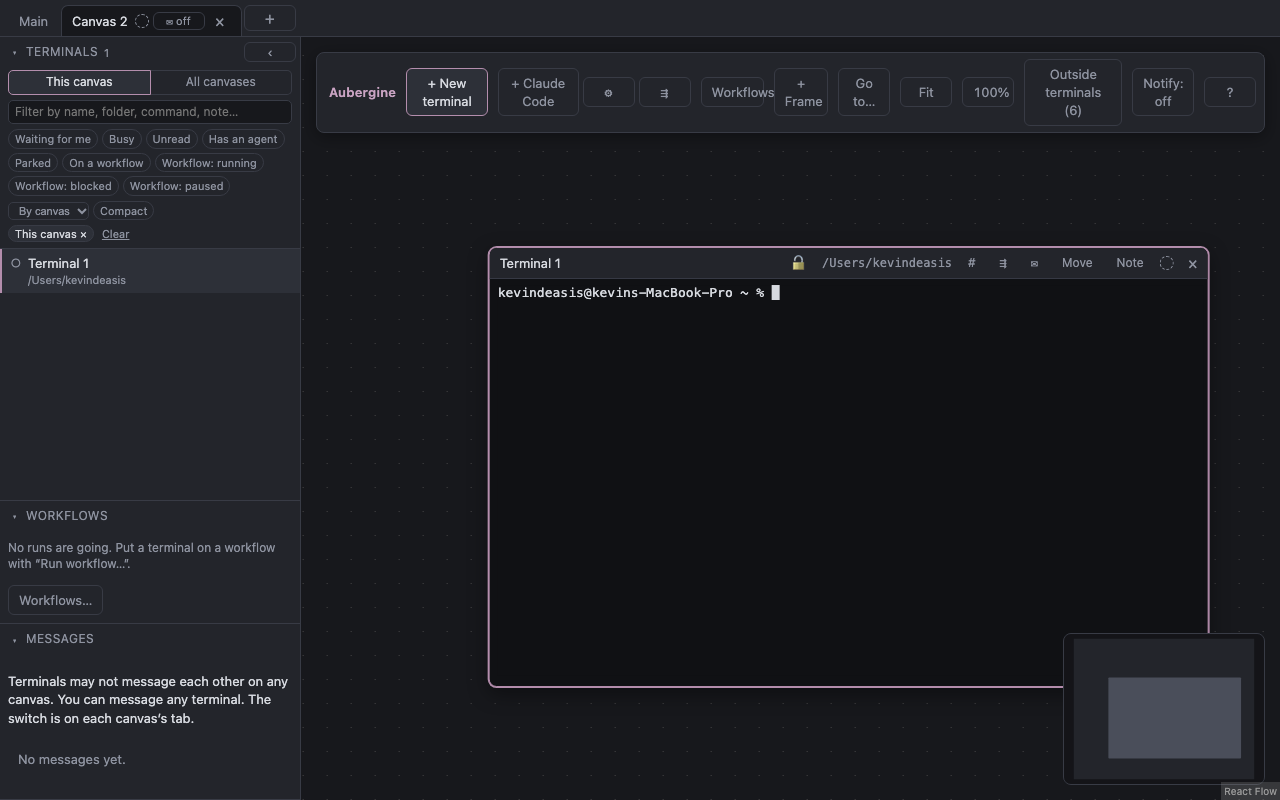 Main
Canvas 2
off
×
+
TERMINALS 1
‹
This canvas
All canvases
Filter by name, folder, command, note...
Waiting for me
Busy
Unread
Has an agent
Parked
On a workflow
Workflow: running
Workflow: blocked
Workflow: paused
By canvas
Compact
This canvas ×
Clear
Terminal 1
/Users/kevindeasis
WORKFLOWS
No runs are going. Put a terminal on a workflow
with “Run workflow...”.
Workflows...
MESSAGES
Terminals may not message each other on any
canvas. You can message any terminal. The
switch is on each canvas’s tab.
No messages yet.
Aubergine
+ New
terminal
+ Claude
Code
Workflows
+
Frame
Go
to...
Fit
100%
Outside
terminals
(6)
Notify:
off
?
Terminal 1
/Users/kevindeasis
#
Move
Note
×
kevindeasis@kevins-MacBook-Pro ~ %
React Flow